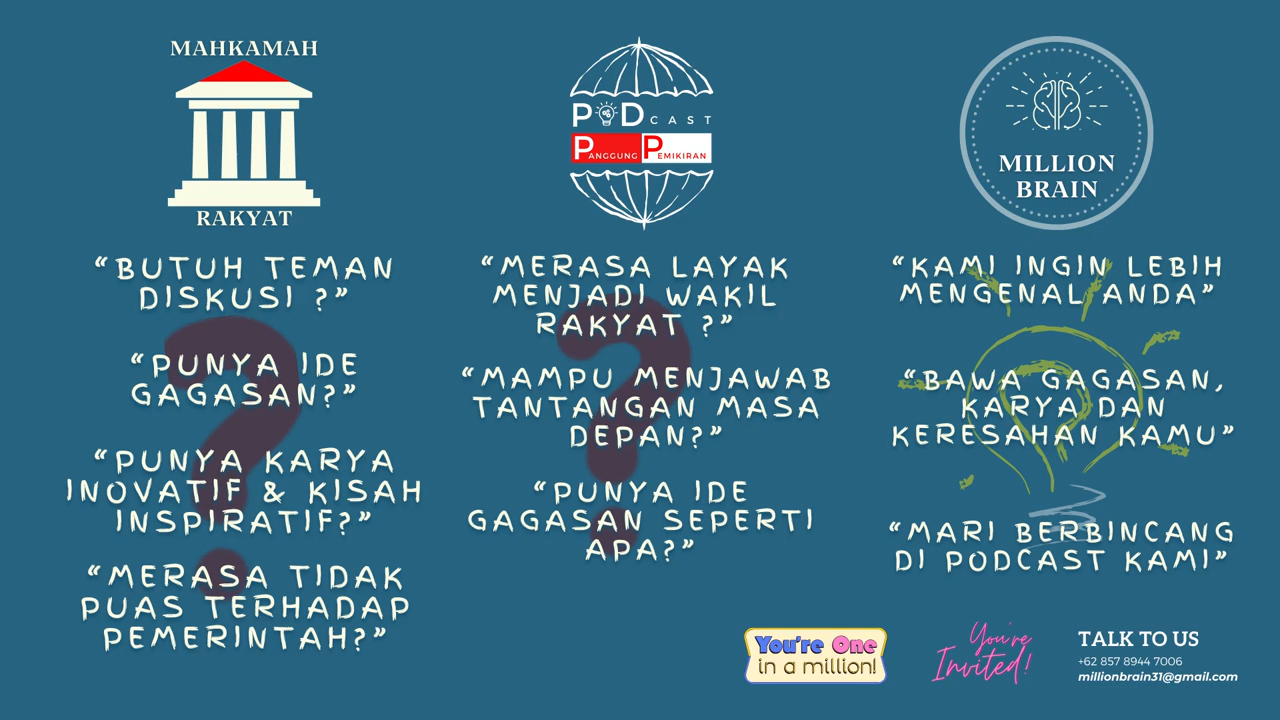 MAHKAMAH
RAKYAT
“BUTUH TEMAN
DISKUSI ?”
“PUNYA IDE
GAGASAN?”
“PUNYA KARYA
INOVATIF & KISAH
INSPIRATIF?”
“MERASA TIDAK
PUAS TERHADAP
PEMERINTAH?”
PODCAST
PANGGUNG PEMIKIRAN
“MERASA LAYAK
MENJADI WAKIL
RAKYAT ?”
“MAMPU MENJAWAB
TANTANGAN MASA
DEPAN?”
“PUNYA IDE
GAGASAN SEPERTI
APA?”
MILLION
BRAIN
“KAMI INGIN LEBIH
MENGENAL ANDA”
“BAWA GAGASAN,
KARYA DAN
KERESAHAN KAMU”
“MARI BERBINCANG
DI PODCAST KAMI”
You're One
in a million!
You're
Invited!
TALK TO US
+62 857 8944 7006
millionbrain31@gmail.com